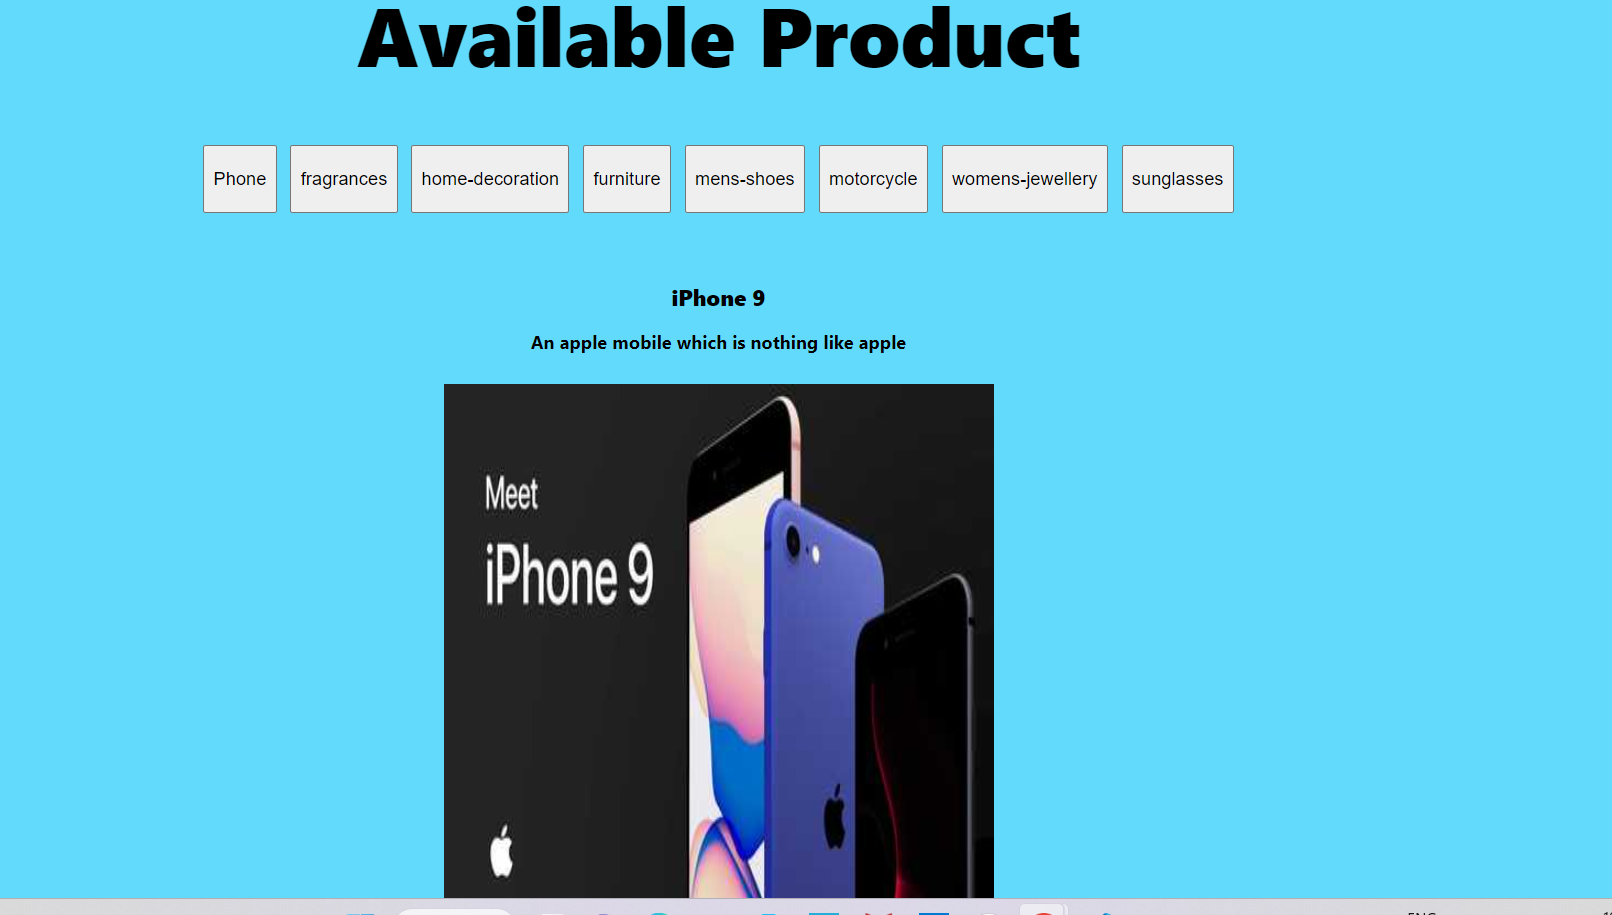 Available Product
Phone fragrances home-decoration furniture mens-shoes motorcycle womens-jewellery sunglasses
iPhone 9
An apple mobile which is nothing like apple
Meet
iPhone 9